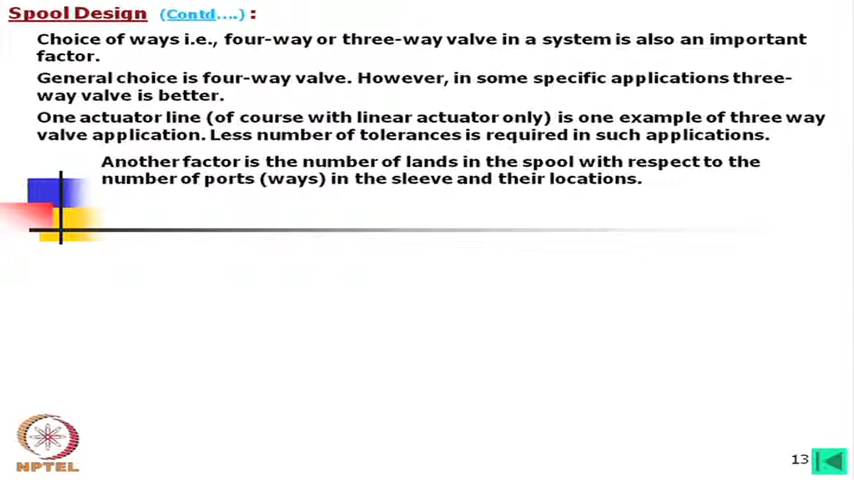 Spool Design (Contd....) :
Choice of ways i.e., four-way or three-way valve in a system is also an important
factor.
General choice is four-way valve. However, in some specific applications three-
way valve is better.
One actuator line (of course with linear actuator only) is one example of three way
valve application. Less number of tolerances is required in such applications.
Another factor is the number of lands in the spool with respect to the
number of ports (ways) in the sleeve and their locations.
NPTEL
13